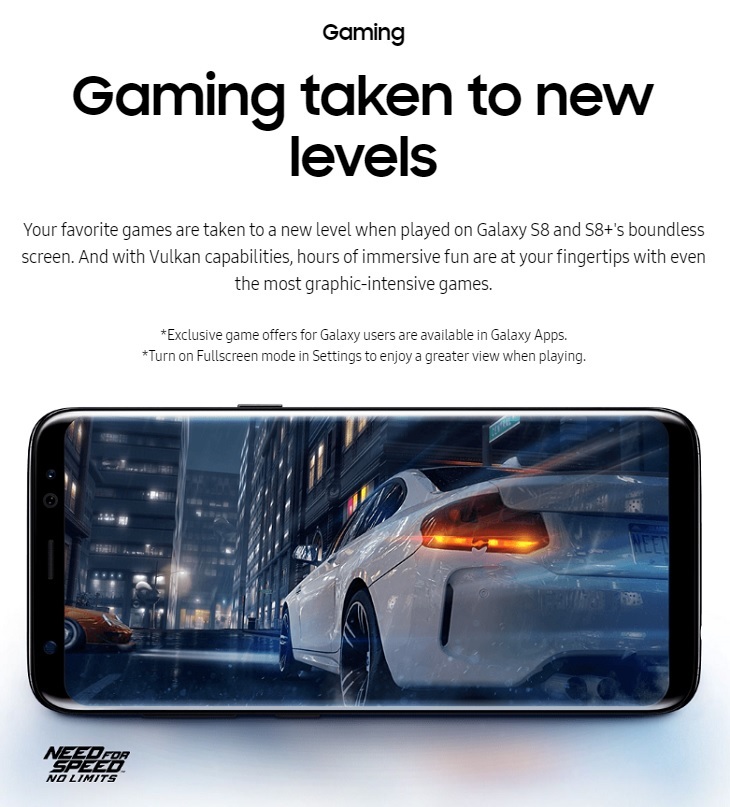 Gaming
Gaming taken to new
levels
Your favorite games are taken to a new level when played on Galaxy S8 and S8+'s boundless
screen. And with Vulkan capabilities, hours of immersive fun are at your fingertips with even
the most graphic-intensive games.
*Exclusive game offers for Galaxy users are available in Galaxy Apps.
*Turn on Fullscreen mode in Settings to enjoy a greater view when playing.
NEED FOR
SPEED
NO LIMITS